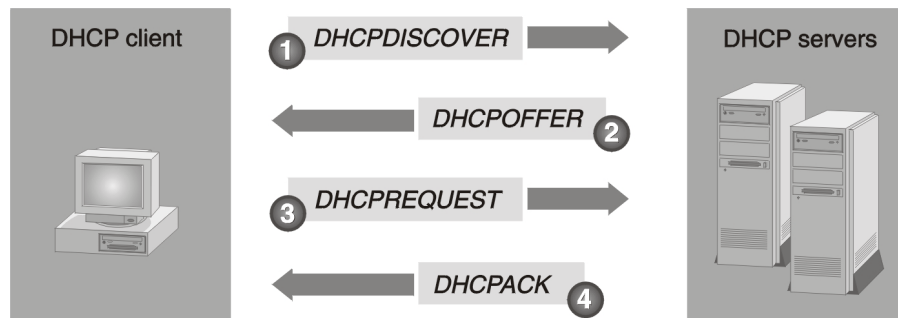 DHCP client
DHCP servers
1 DHCPDISCOVER
DHCPOFFER 2
3 DHCPREQUEST
DHCPACK 4